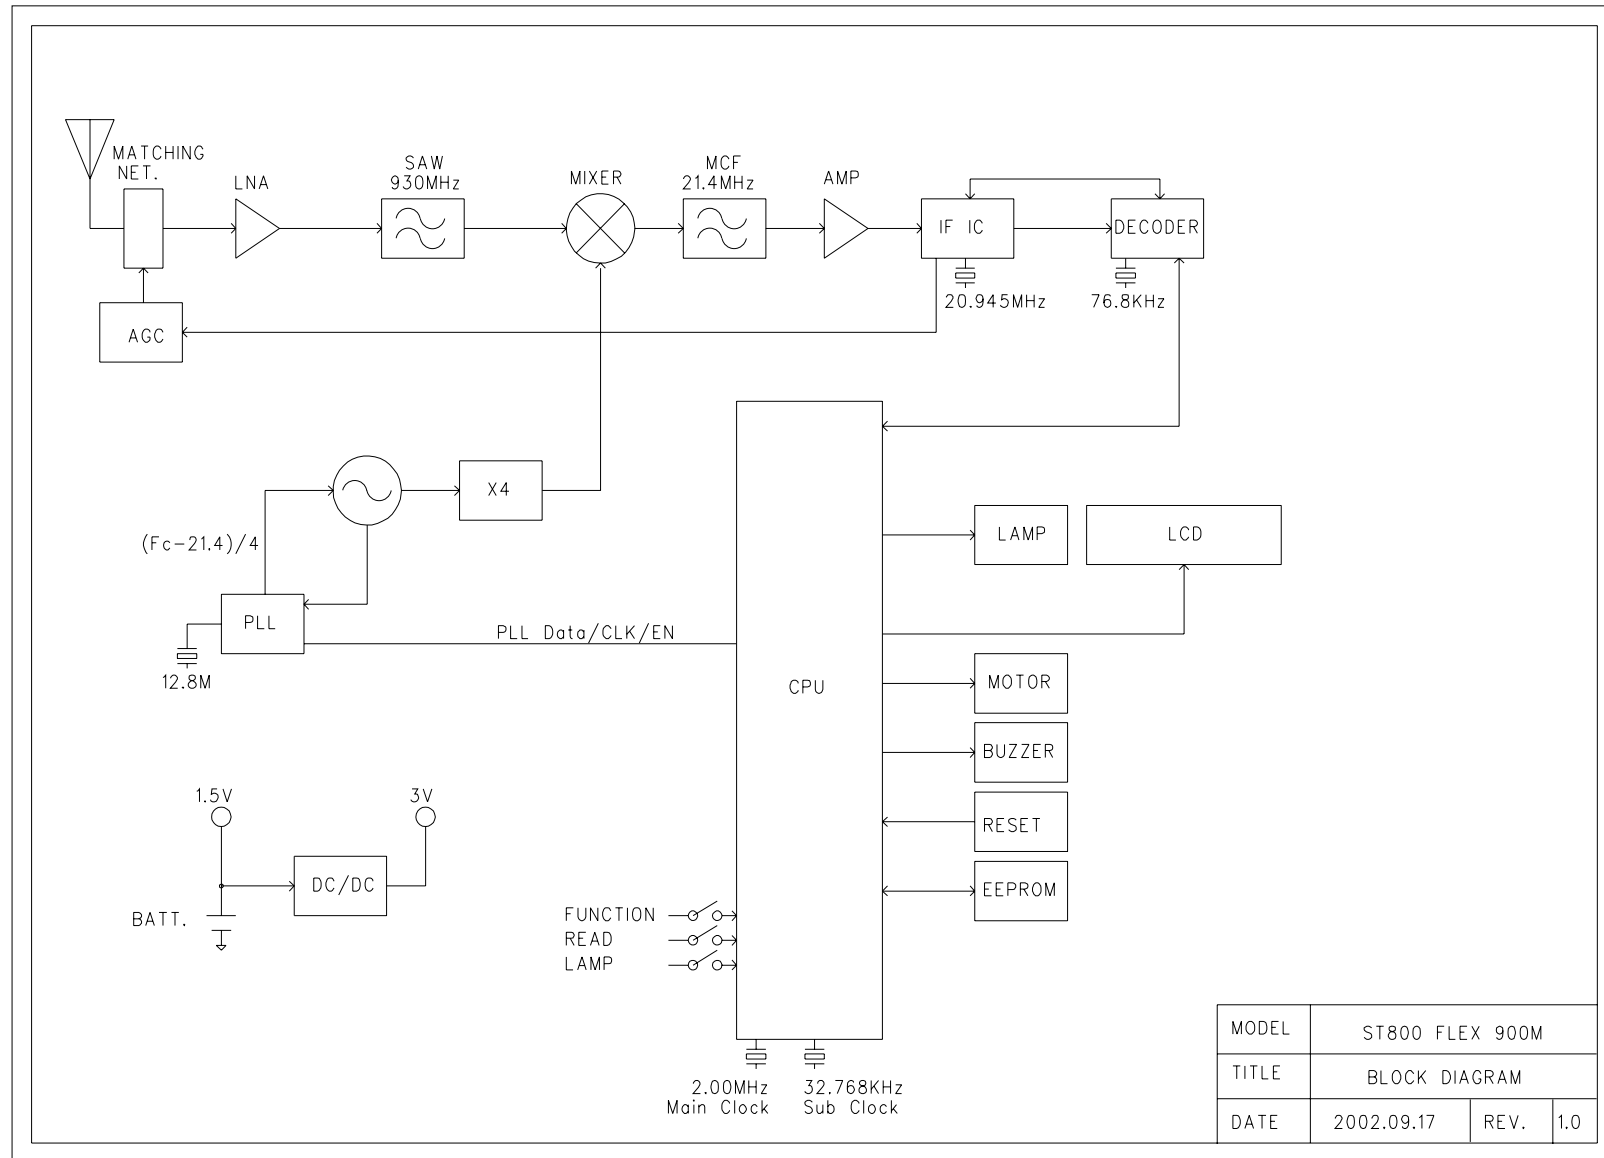 MATCHING
NET.
LNA
SAW
930MHz
MIXER
MCF
21.4MHz
AMP
IF IC
DECODER
20.945MHz
76.8KHz
AGC
X4
(Fc-21.4)/4
PLL
12.8M
PLL Data/CLK/EN
CPU
LAMP
LCD
MOTOR
BUZZER
RESET
EEPROM
1.5V
3V
DC/DC
BATT.
FUNCTION
READ
LAMP
2.00MHz
Main Clock
32.768KHz
Sub Clock
MODEL ST800 FLEX 900M
TITLE BLOCK DIAGRAM
DATE 2002.09.17 REV. 1.0